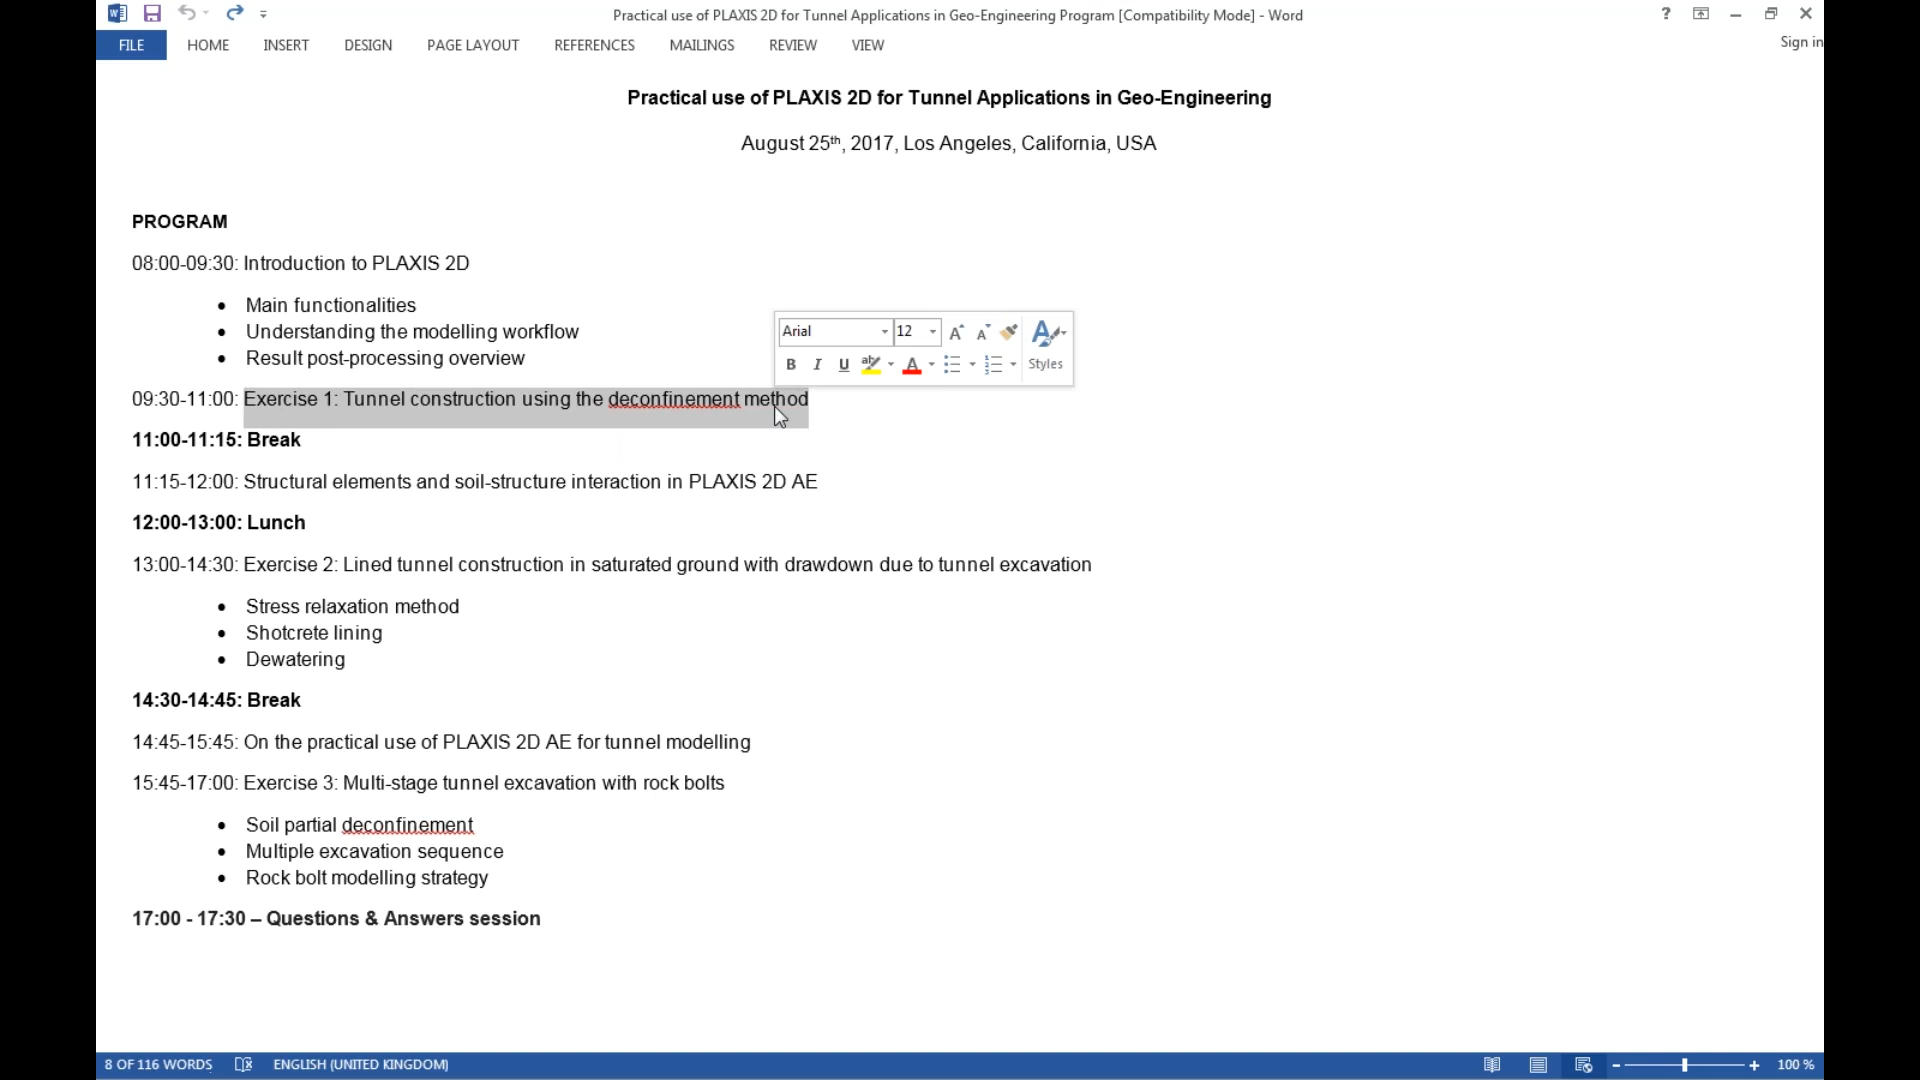 Practical use of PLAXIS 2D for Tunnel Applications in Geo-Engineering Program [Compatibility Mode] - Word
?
FILE HOME INSERT DESIGN PAGE LAYOUT REFERENCES MAILINGS REVIEW VIEW
Sign in
Practical use of PLAXIS 2D for Tunnel Applications in Geo-Engineering
August 25th, 2017, Los Angeles, California, USA
PROGRAM
08:00-09:30: Introduction to PLAXIS 2D
• Main functionalities
• Understanding the modelling workflow
• Result post-processing overview
Arial 12
B I U Styles
09:30-11:00: Exercise 1: Tunnel construction using the deconfinement method
11:00-11:15: Break
11:15-12:00: Structural elements and soil-structure interaction in PLAXIS 2D AE
12:00-13:00: Lunch
13:00-14:30: Exercise 2: Lined tunnel construction in saturated ground with drawdown due to tunnel excavation
• Stress relaxation method
• Shotcrete lining
• Dewatering
14:30-14:45: Break
14:45-15:45: On the practical use of PLAXIS 2D AE for tunnel modelling
15:45-17:00: Exercise 3: Multi-stage tunnel excavation with rock bolts
• Soil partial deconfinement
• Multiple excavation sequence
• Rock bolt modelling strategy
17:00 - 17:30 – Questions & Answers session
8 OF 116 WORDS ENGLISH (UNITED KINGDOM) 100 %